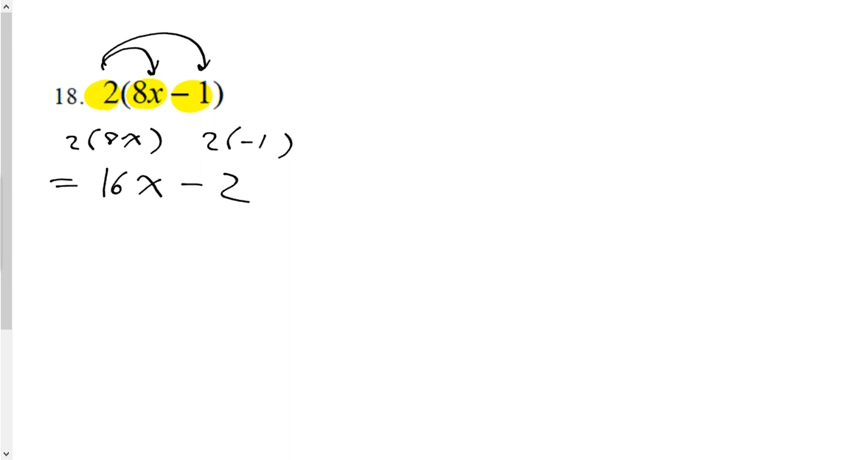 18. 2(8x – 1)
2(8x) 2(-1)
= 16x - 2